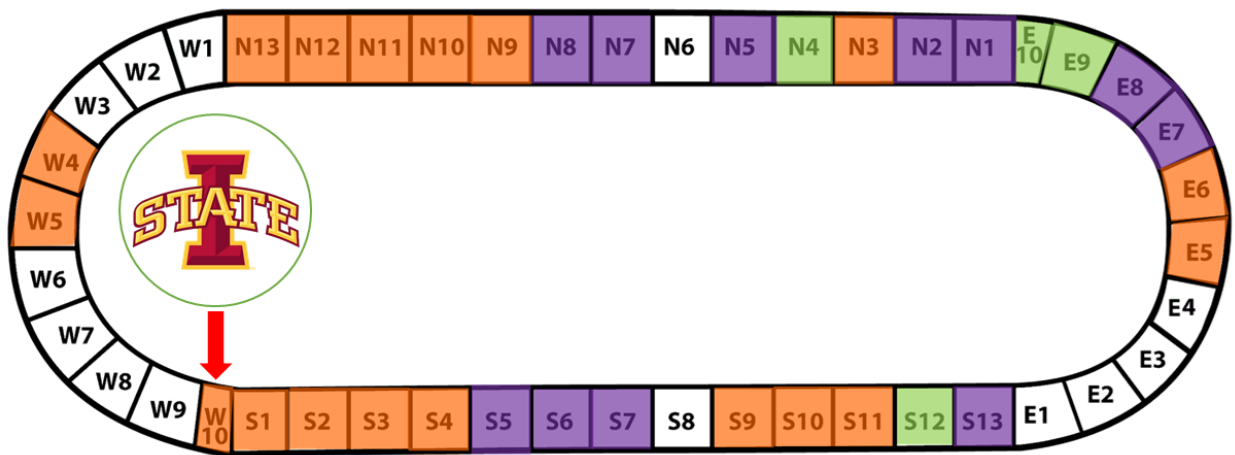 W1 N13 N12 N11 N10 N9 N8 N7 N6 N5 N4 N3 N2 N1 E
10 E9
W2
E8
W3
E7
W4
E6
W5
STATE
E5
W6
E4
W7
E3
W8
E2
W9
W
10 S1 S2 S3 S4 S5 S6 S7 S8 S9 S10 S11 S12 S13 E1